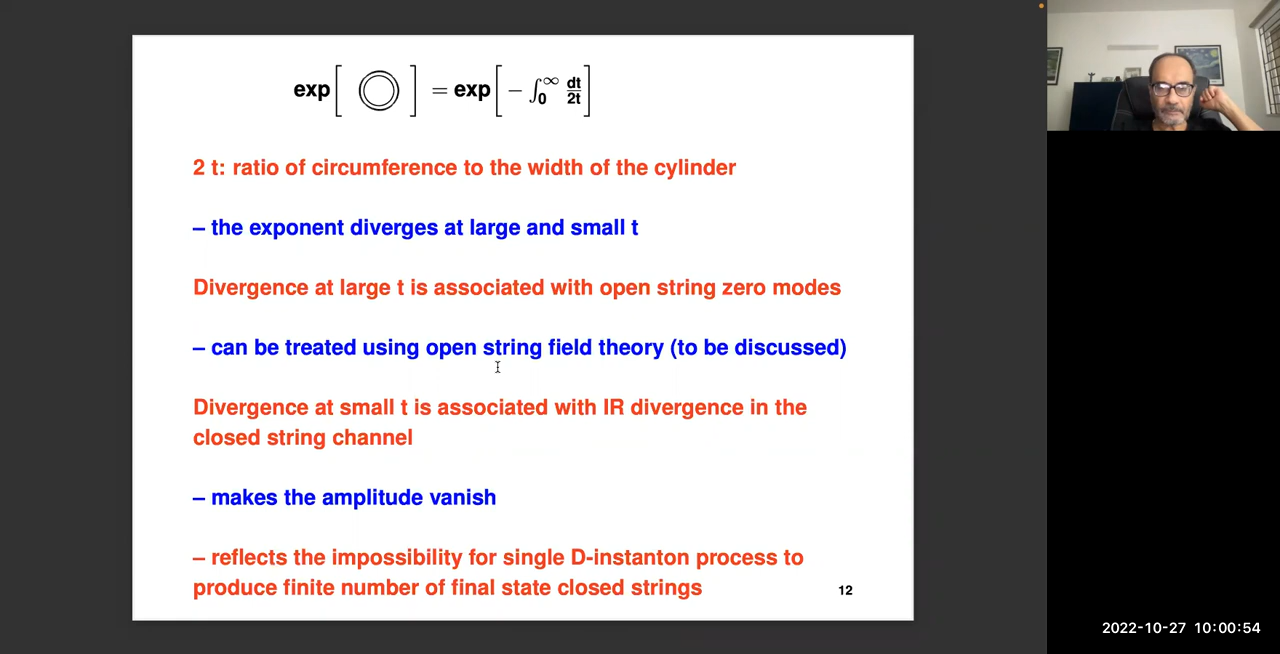 exp[ ] = exp[ − ∫₀^∞ dt/2t ]
2 t: ratio of circumference to the width of the cylinder
– the exponent diverges at large and small t
Divergence at large t is associated with open string zero modes
– can be treated using open string field theory (to be discussed)
Divergence at small t is associated with IR divergence in the
closed string channel
– makes the amplitude vanish
– reflects the impossibility for single D-instanton process to
produce finite number of final state closed strings
12
2022-10-27 10:00:54